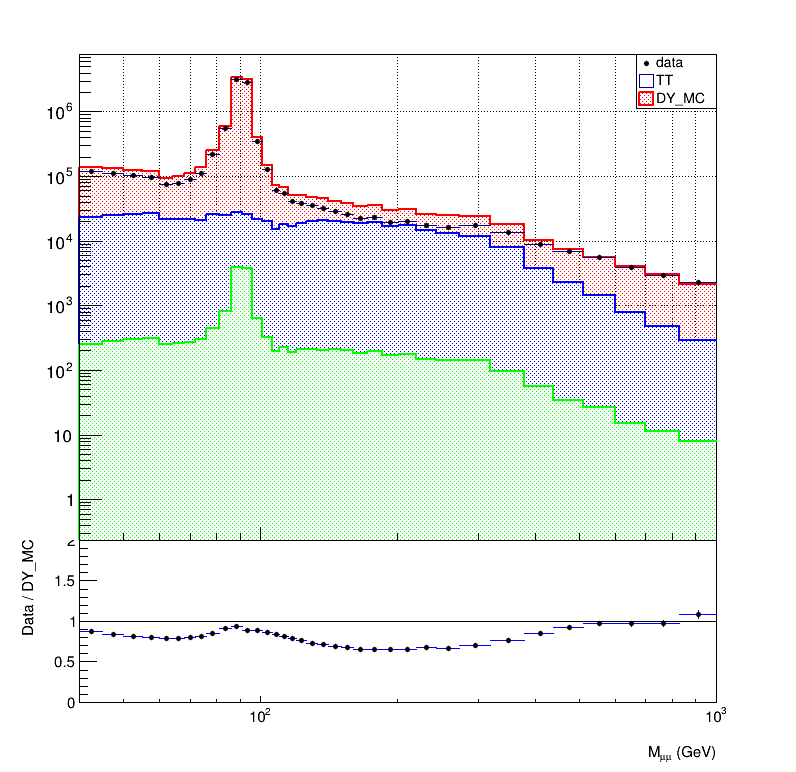 data
TT
DY_MC
10⁶
10⁵
10⁴
10³
10²
10
1
Data / DY_MC
2
1.5
1
0.5
0
10² 10³
M_μμ (GeV)